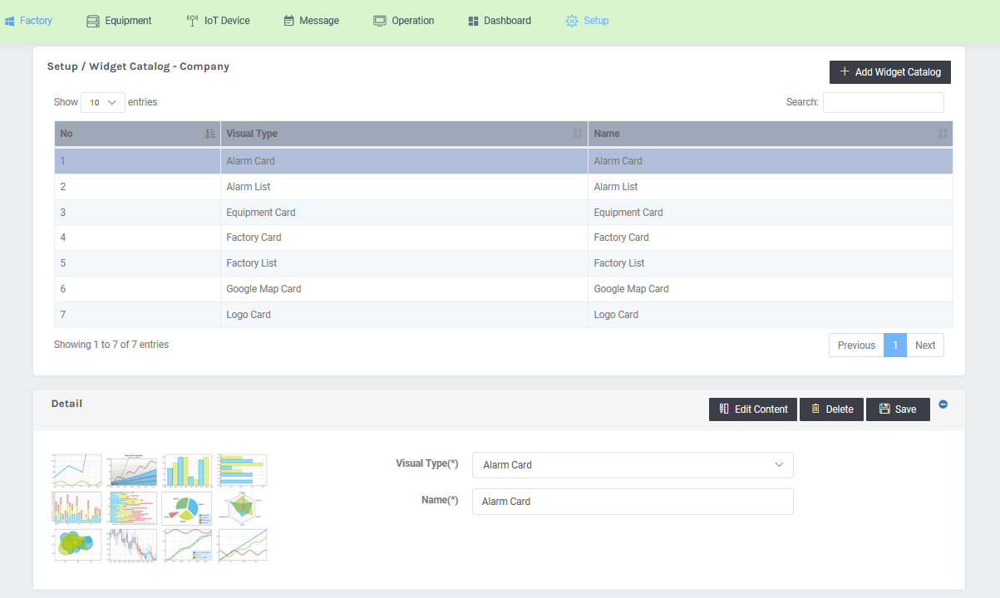 Factory Equipment IoT Device Message Operation Dashboard Setup
Setup / Widget Catalog - Company
Add Widget Catalog
Show 10 entries Search:
No Visual Type Name
1 Alarm Card Alarm Card
2 Alarm List Alarm List
3 Equipment Card Equipment Card
4 Factory Card Factory Card
5 Factory List Factory List
6 Google Map Card Google Map Card
7 Logo Card Logo Card
Showing 1 to 7 of 7 entries Previous 1 Next
Detail Edit Content Delete Save
Visual Type(*) Alarm Card
Name(*) Alarm Card